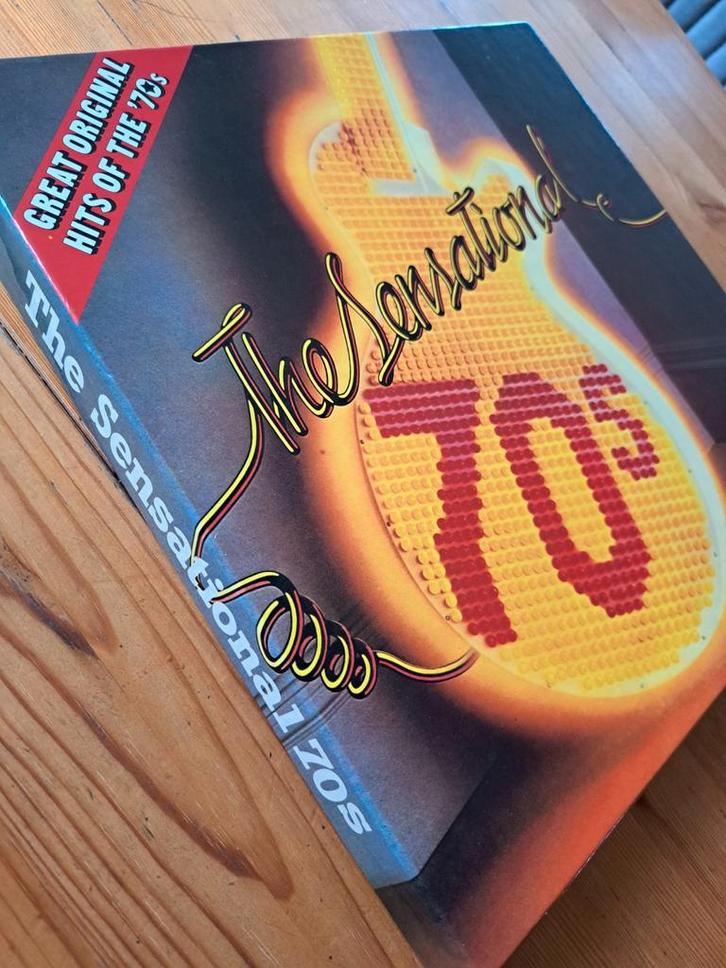 GREAT ORIGINAL
HITS OF THE '70s
The Sensational
70s
The Sensational 70s